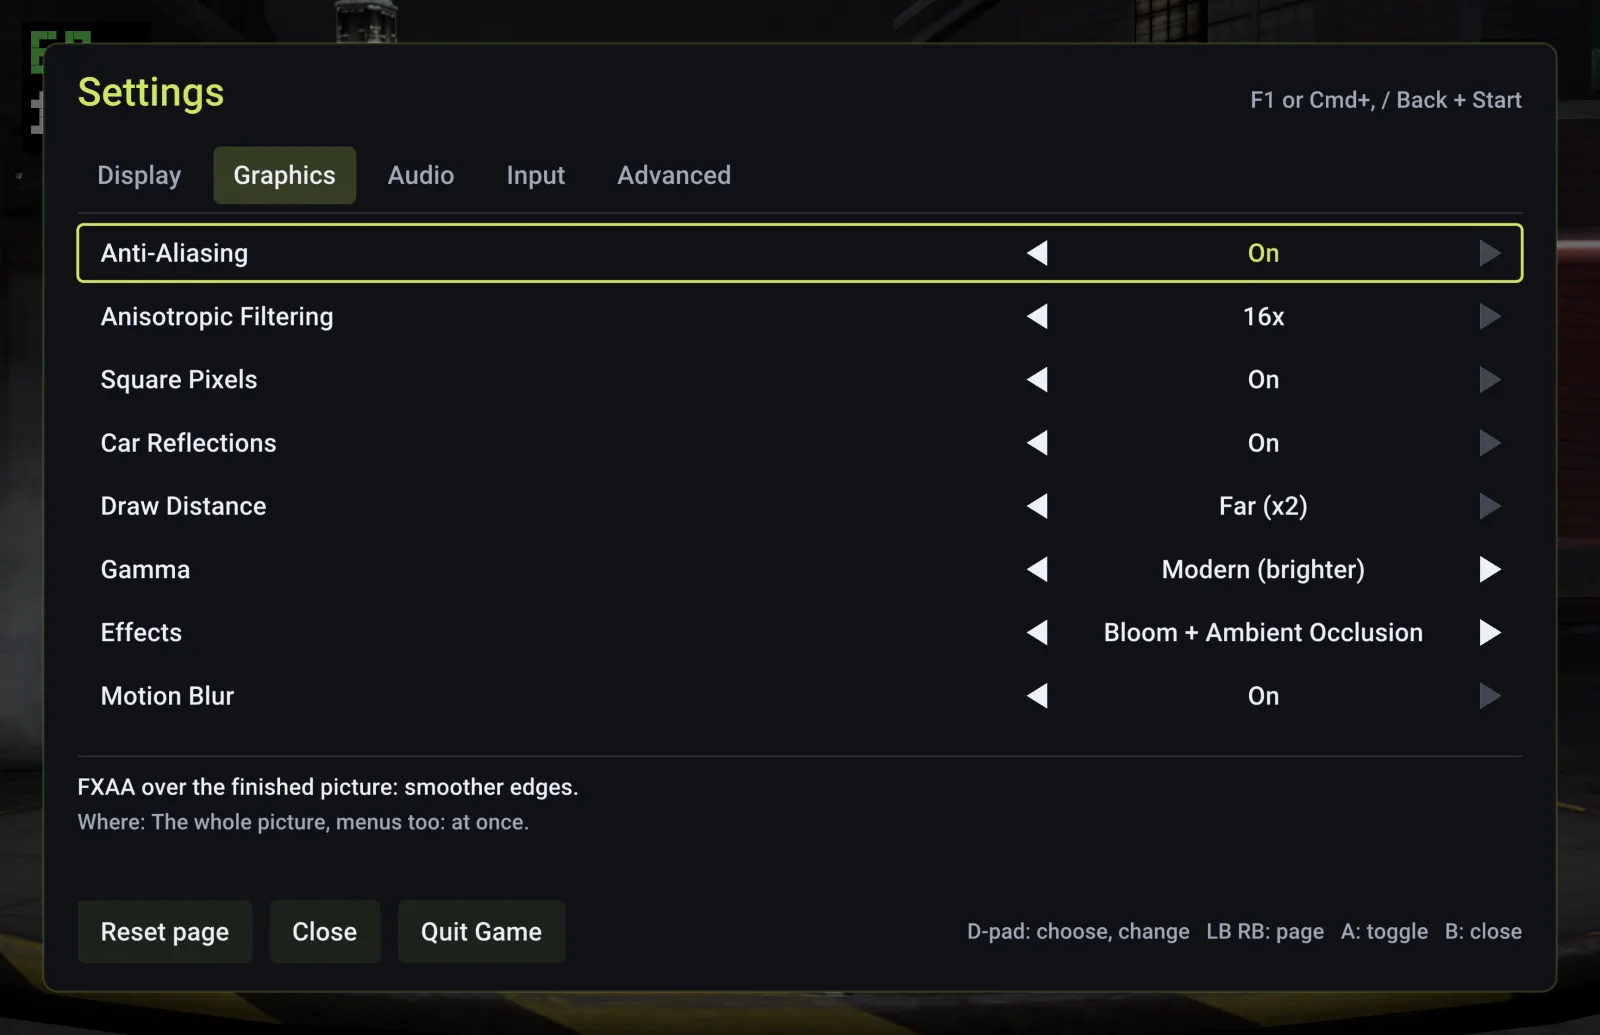 Settings
F1 or Cmd+, / Back + Start
Display Graphics Audio Input Advanced
Anti-Aliasing On
Anisotropic Filtering 16x
Square Pixels On
Car Reflections On
Draw Distance Far (x2)
Gamma Modern (brighter)
Effects Bloom + Ambient Occlusion
Motion Blur On
FXAA over the finished picture: smoother edges.
Where: The whole picture, menus too: at once.
Reset page Close Quit Game
D-pad: choose, change LB RB: page A: toggle B: close